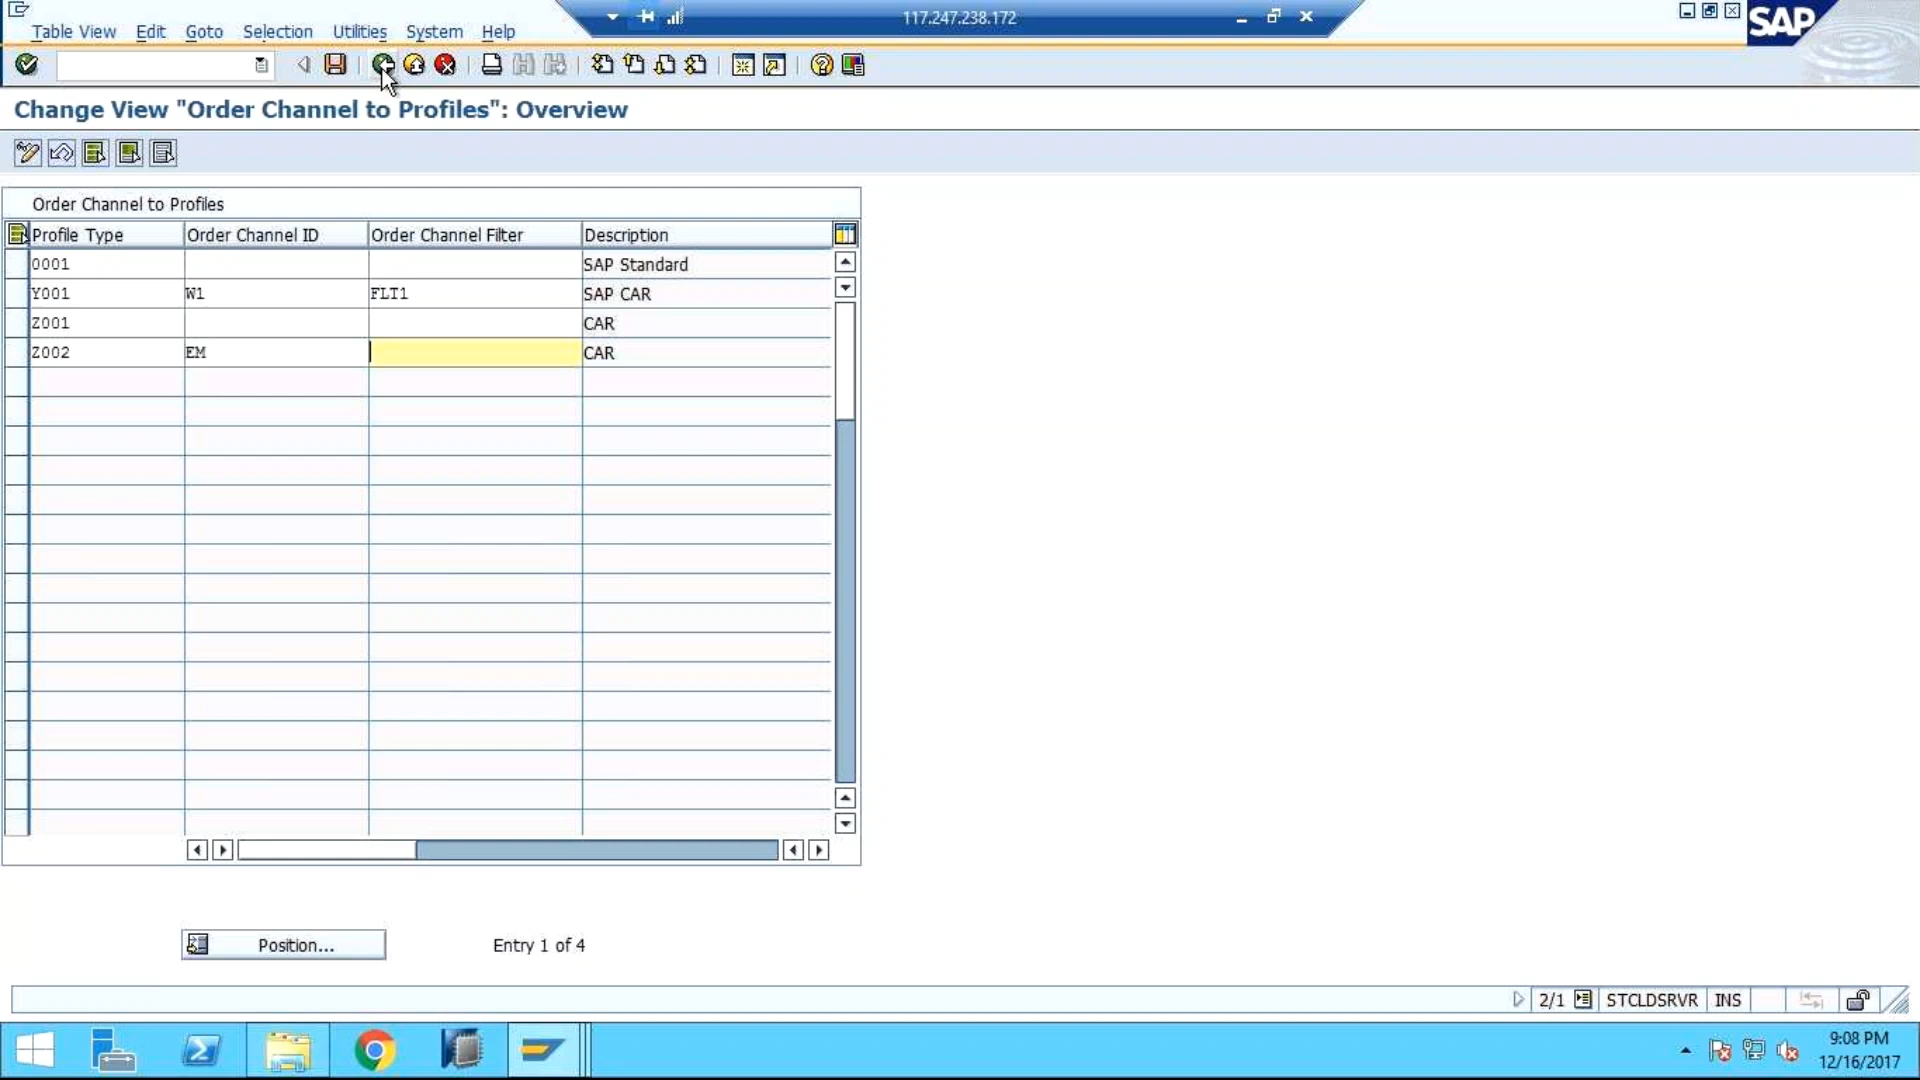 117.247.238.172
SAP
Table View Edit Goto Selection Utilities System Help
Change View "Order Channel to Profiles": Overview
Order Channel to Profiles
Profile Type Order Channel ID Order Channel Filter Description
0001 SAP Standard
Y001 W1 FLT1 SAP CAR
Z001 CAR
Z002 EM CAR
Position... Entry 1 of 4
2/1 STCLDSRVR INS
9:08 PM
12/16/2017